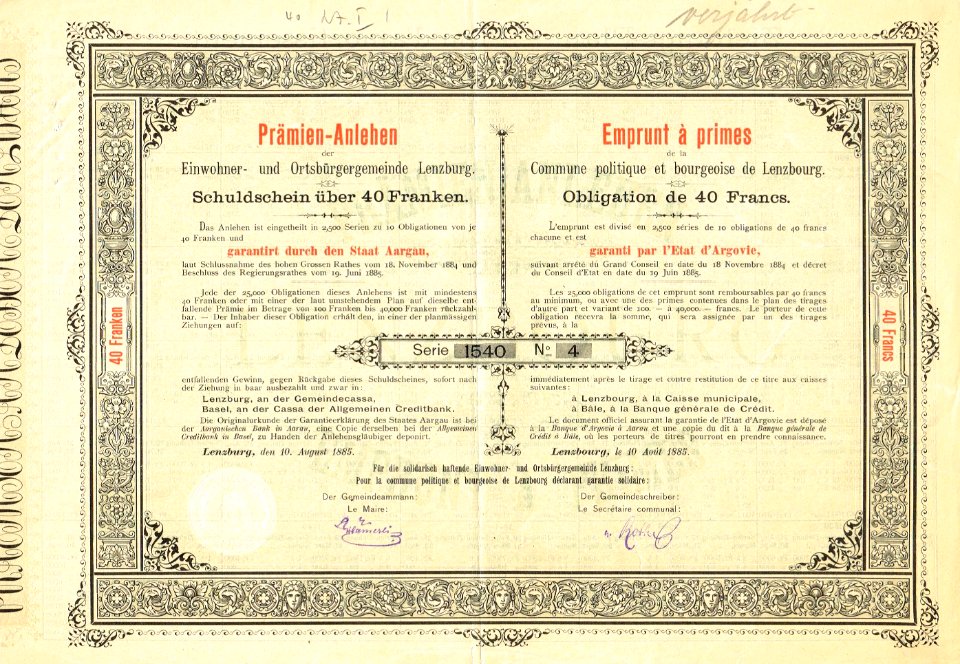 verjährt
Prämien-Anlehen
der
Einwohner- und Ortsbürgergemeinde Lenzburg.
Schuldschein über 40 Franken.
Das Anlehen ist eingetheilt in 2,500 Serien zu 10 Obligationen von je
40 Franken und
garantirt durch den Staat Aargau,
laut Schlussnahme des hohen Grossen Rathes vom 18. November 1884 und
Beschluss des Regierungsrathes vom 19. Juni 1885.
Jede der 25,000 Obligationen dieses Anlehens ist mit mindestens
40 Franken oder mit einer der laut umstehendem Plan auf dieselbe ent-
fallende Prämie im Betrage von 100 Franken bis 40,000 Franken rückzahl-
bar. — Der Inhaber dieser Obligation erhält den, in einer der planmässigen
Ziehungen auf:
Emprunt à primes
de la
Commune politique et bourgeoise de Lenzbourg.
Obligation de 40 Francs.
L'emprunt est divisé en 2,500 séries de 10 obligations de 40 francs
chacune et est
garanti par l'Etat d'Argovie,
suivant arrêté du Grand Conseil en date du 18 Novembre 1884 et décret
du Conseil d'Etat en date du 19 Juin 1885.
Les 25,000 obligations de cet emprunt sont remboursables par 40 francs
au minimum, ou avec une des primes contenues dans le plan des tirages
d'autre part et variant de 100. — à 40,000. — francs. Le porteur de cette
obligation recevra la somme, qui sera assignée par un des tirages
prévus, à la
40 Franken
Serie 1540 No 4
40 Francs
entfallenden Gewinn, gegen Rückgabe dieses Schuldscheines, sofort nach
der Ziehung in baar ausbezahlt und zwar in:
Lenzburg, an der Gemeindecassa,
Basel, an der Cassa der Allgemeinen Creditbank.
Die Originalurkunde der Garantieerklärung des Staates Aargau ist bei
der Aargauischen Bank in Aarau, eine Copie derselben bei der Allgemeinen
Creditbank in Basel, zu Handen der Anlehensgläubiger deponirt.
Lenzburg, den 10. August 1885.
immédiatement après le tirage et contre restitution de ce titre aux caisses
suivantes:
à Lenzbourg, à la Caisse municipale,
à Bâle, à la Banque générale de Crédit.
Le document officiel assurant la garantie de l'Etat d'Argovie est déposé
à la Banque d'Argovie à Aarau et une copie du dit à la Banque générale de
Crédit à Bâle, où les porteurs de titres pourront en prendre connaissance.
Lenzbourg, le 10 Août 1885.
Für die solidarisch haftende Einwohner- und Ortsbürgergemeinde Lenzburg:
Pour la commune politique et bourgeoise de Lenzbourg déclarant garantie solidaire:
Der Gemeindeammann:
Le Maire:
Der Gemeindeschreiber:
Le Secrétaire communal: